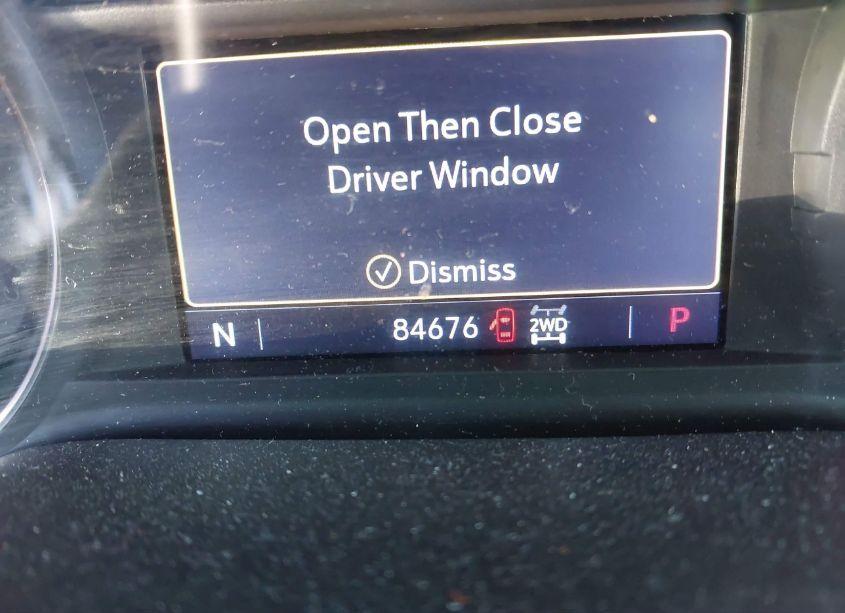 Open Then Close
Driver Window
Dismiss
N 84676 2WD P